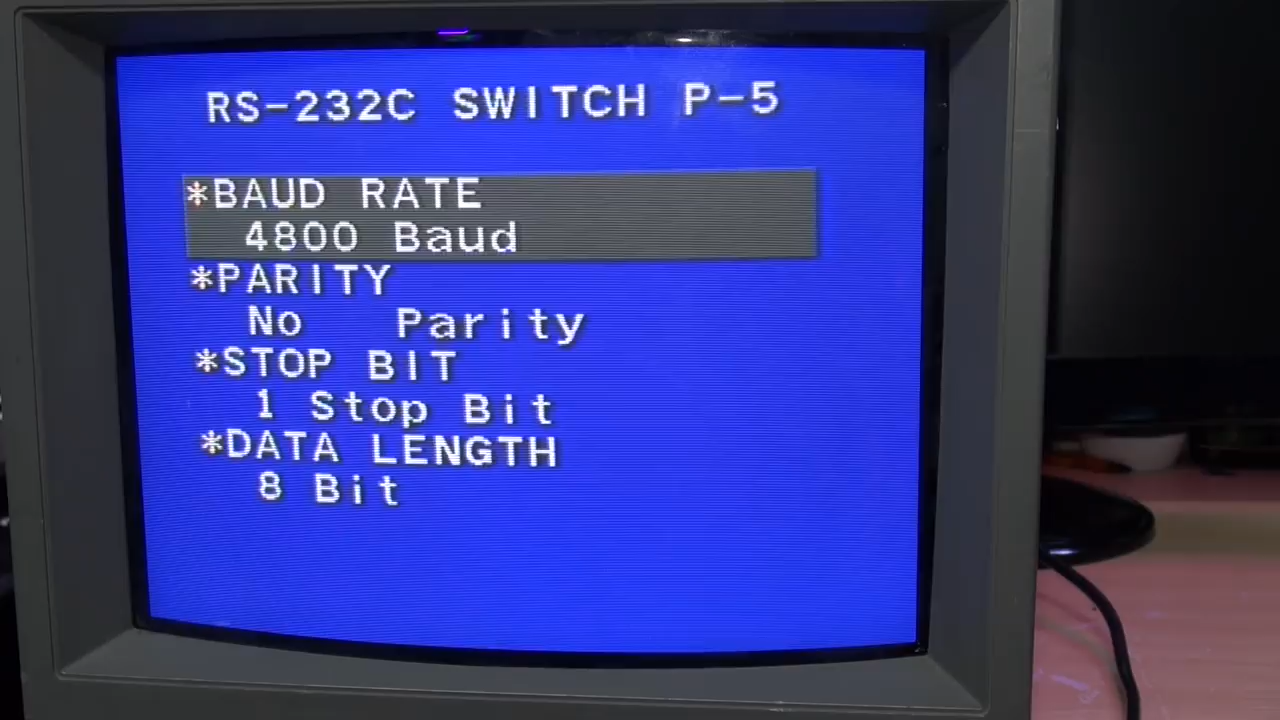 RS-232C SWITCH P-5
*BAUD RATE
4800 Baud
*PARITY
No Parity
*STOP BIT
1 Stop Bit
*DATA LENGTH
8 Bit